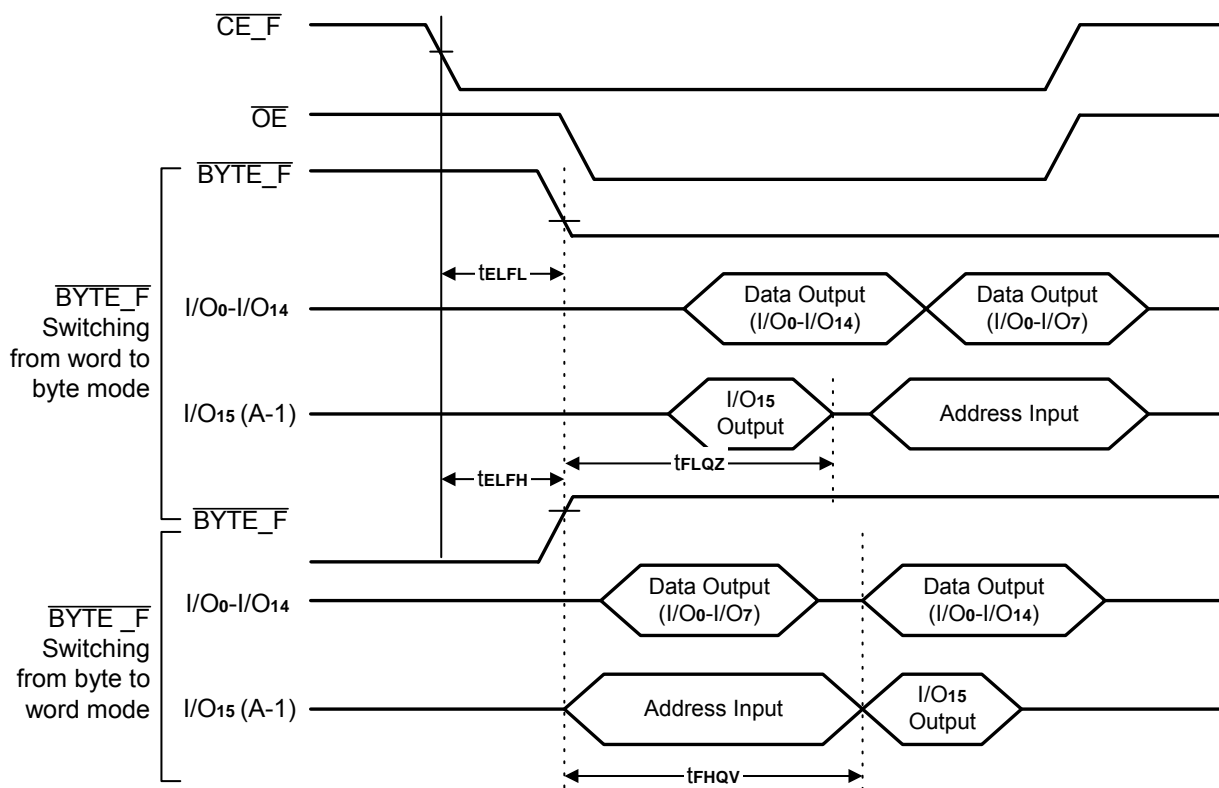 CE_F
OE
BYTE_F
tELFL
BYTE_F
Switching
from word to
byte mode
I/O0-I/O14
Data Output
(I/O0-I/O14)
Data Output
(I/O0-I/O7)
I/O15 (A-1)
I/O15
Output
Address Input
tELFH
tFLQZ
BYTE_F
BYTE _F
Switching
from byte to
word mode
I/O0-I/O14
Data Output
(I/O0-I/O7)
Data Output
(I/O0-I/O14)
I/O15 (A-1)
Address Input
I/O15
Output
tFHQV